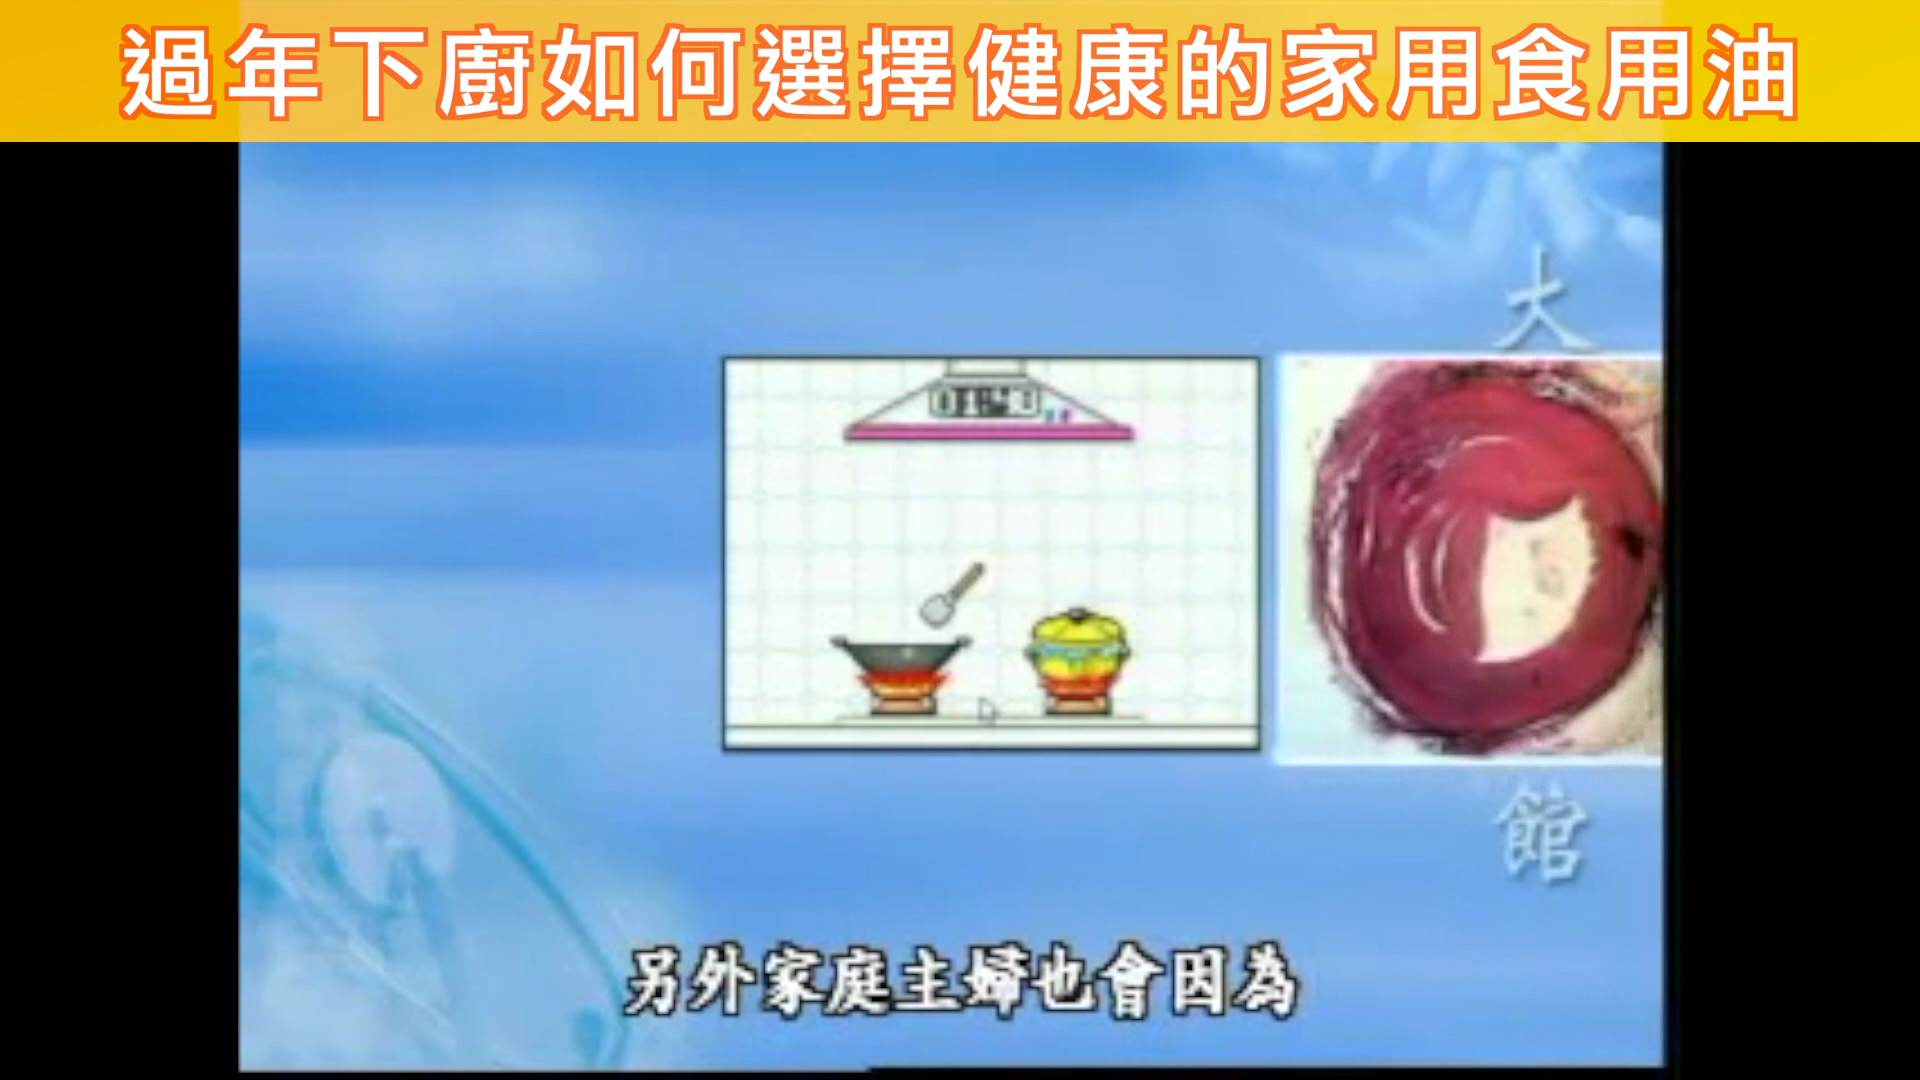 過年下廚如何選擇健康的家用食用油
大
館
另外家庭主婦也會因為